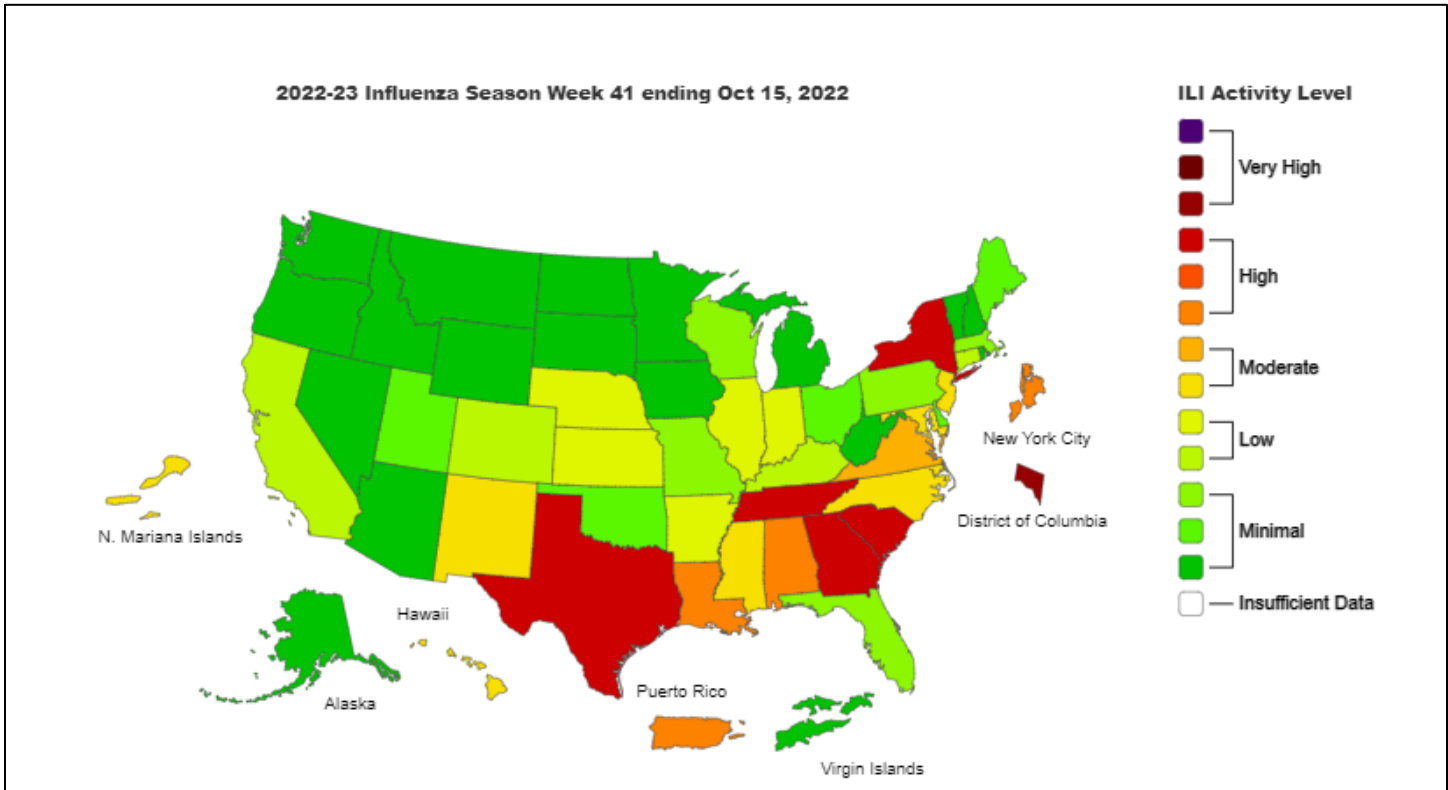 2022-23 Influenza Season Week 41 ending Oct 15, 2022
ILI Activity Level
Very High
High
Moderate
Low
Minimal
Insufficient Data
New York City
District of Columbia
N. Mariana Islands
Hawaii
Alaska
Puerto Rico
Virgin Islands